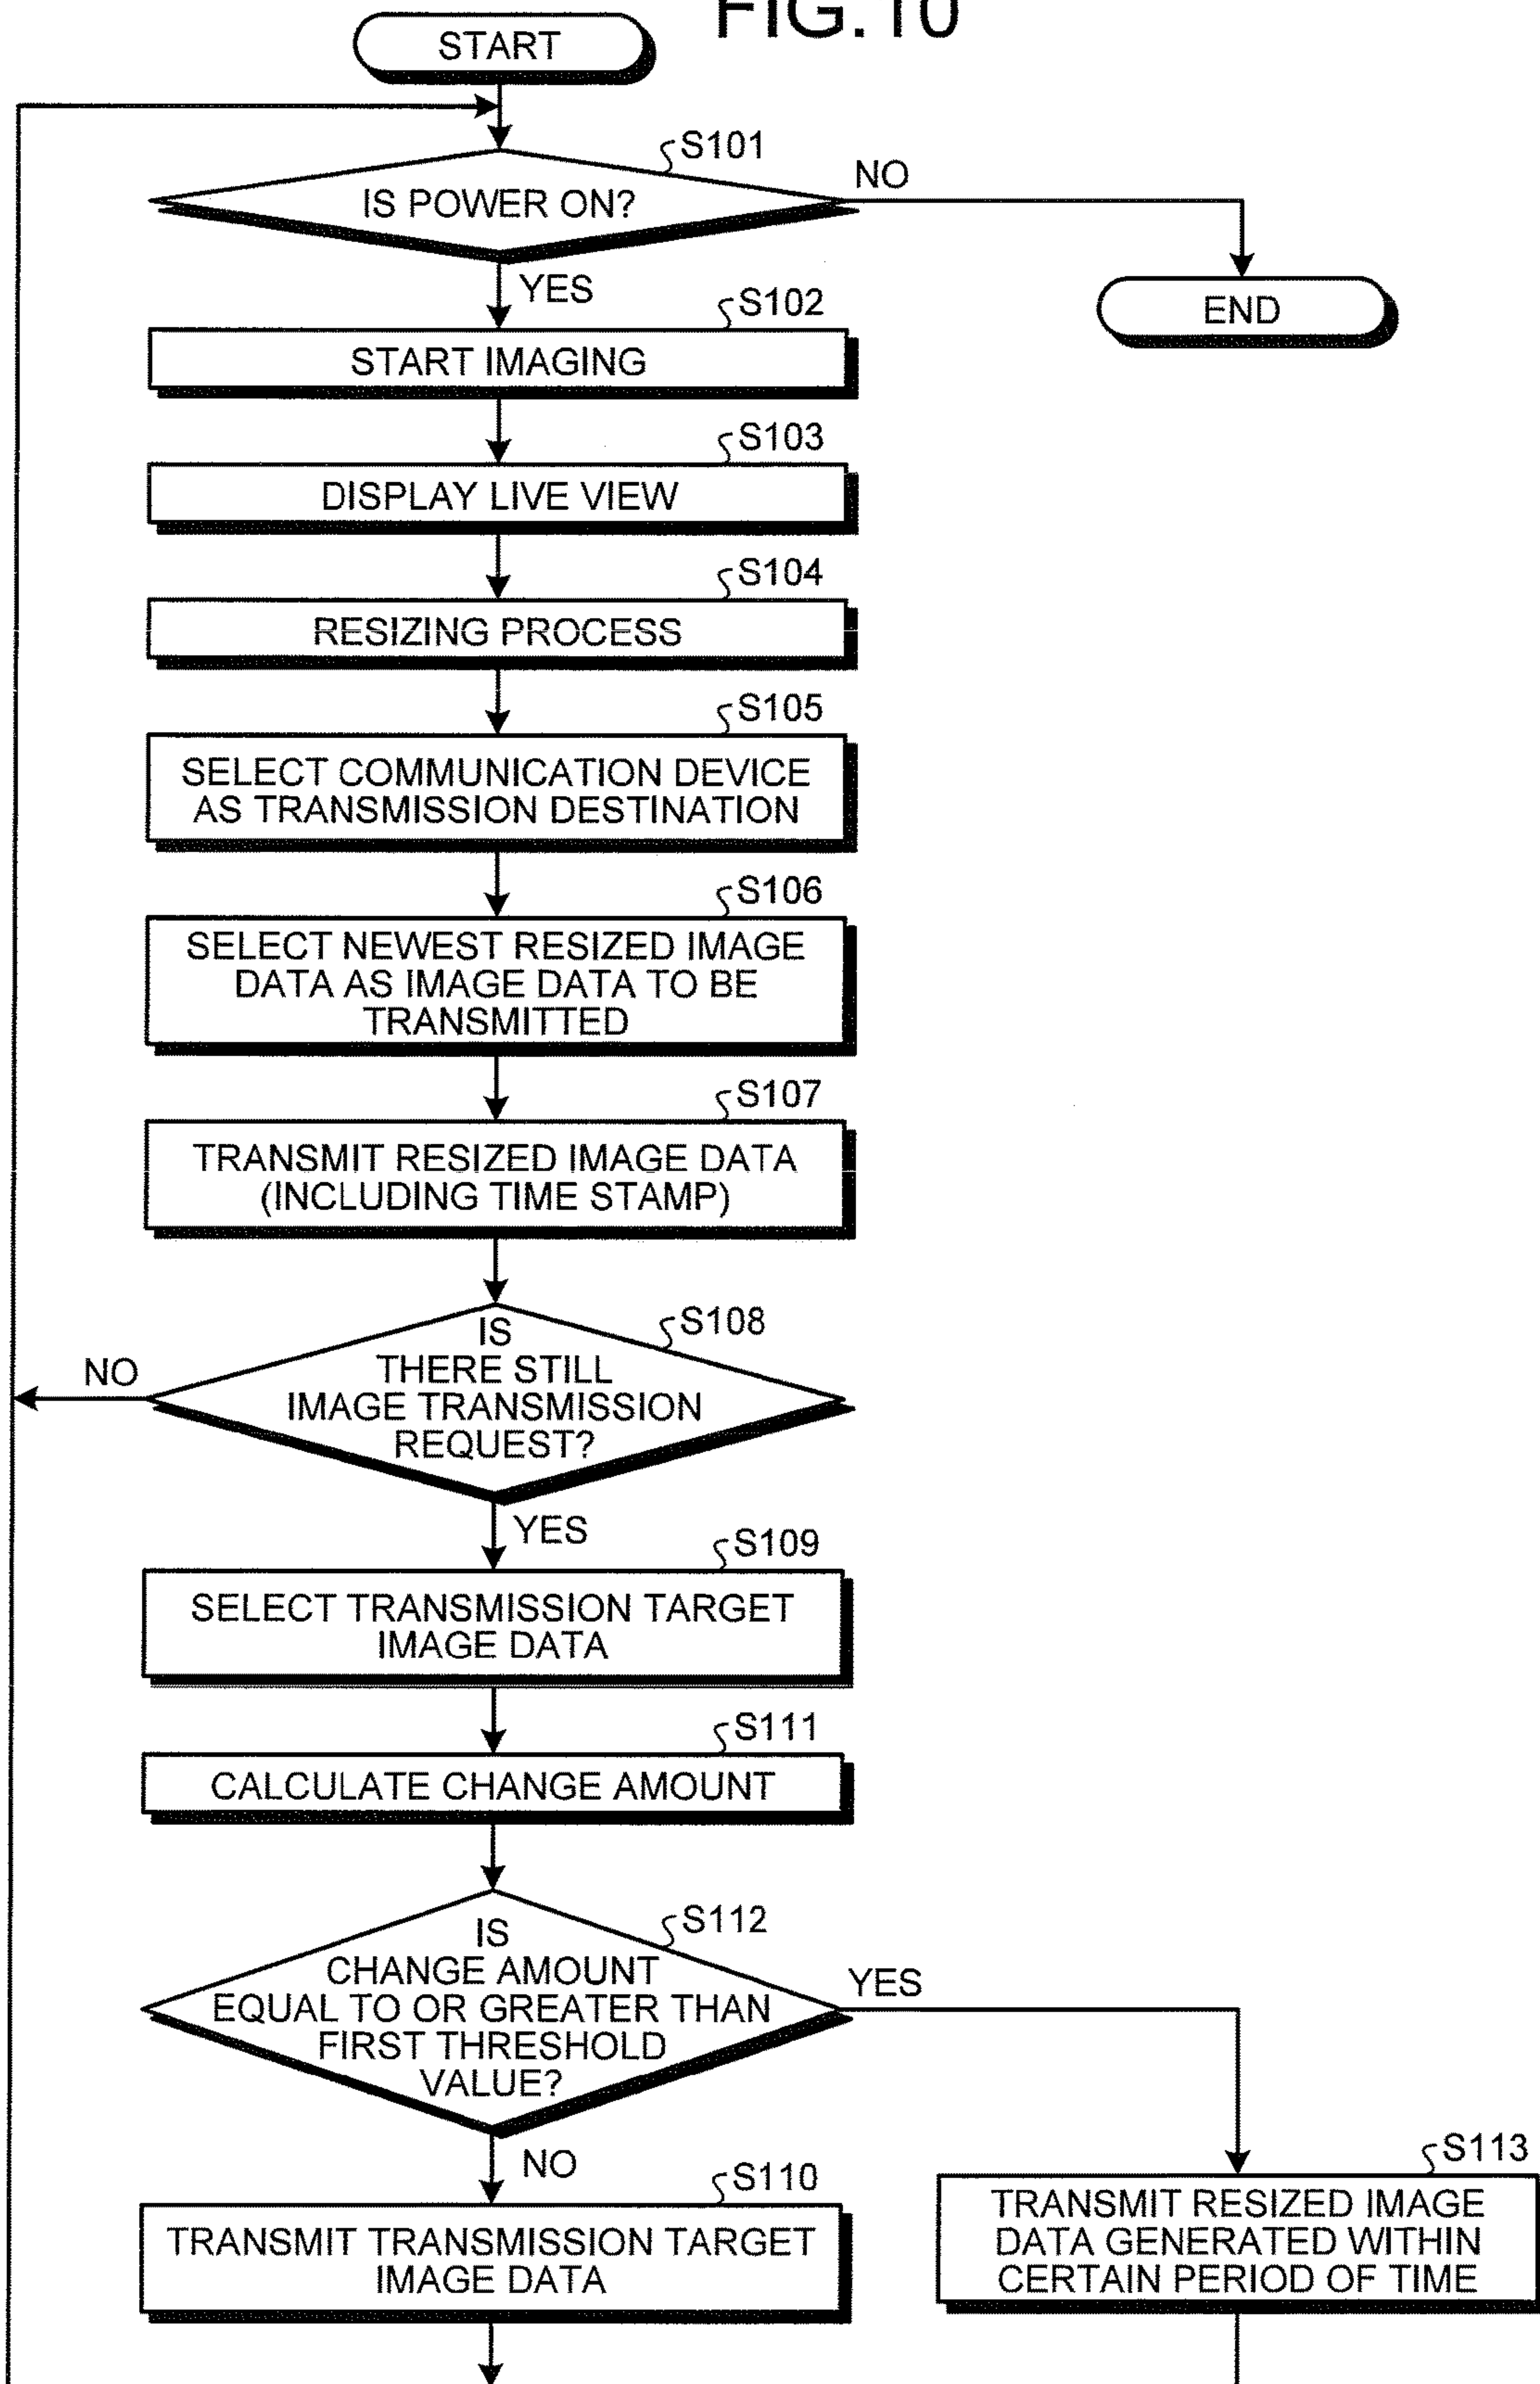 FIG.10
START
S101
IS POWER ON?
NO
END
YES
S102
START IMAGING
S103
DISPLAY LIVE VIEW
S104
RESIZING PROCESS
S105
SELECT COMMUNICATION DEVICE
AS TRANSMISSION DESTINATION
S106
SELECT NEWEST RESIZED IMAGE
DATA AS IMAGE DATA TO BE
TRANSMITTED
S107
TRANSMIT RESIZED IMAGE DATA
(INCLUDING TIME STAMP)
S108
IS
THERE STILL
IMAGE TRANSMISSION
REQUEST?
NO
YES
S109
SELECT TRANSMISSION TARGET
IMAGE DATA
S111
CALCULATE CHANGE AMOUNT
S112
IS
CHANGE AMOUNT
EQUAL TO OR GREATER THAN
FIRST THRESHOLD
VALUE?
YES
NO
S110
TRANSMIT TRANSMISSION TARGET
IMAGE DATA
S113
TRANSMIT RESIZED IMAGE
DATA GENERATED WITHIN
CERTAIN PERIOD OF TIME